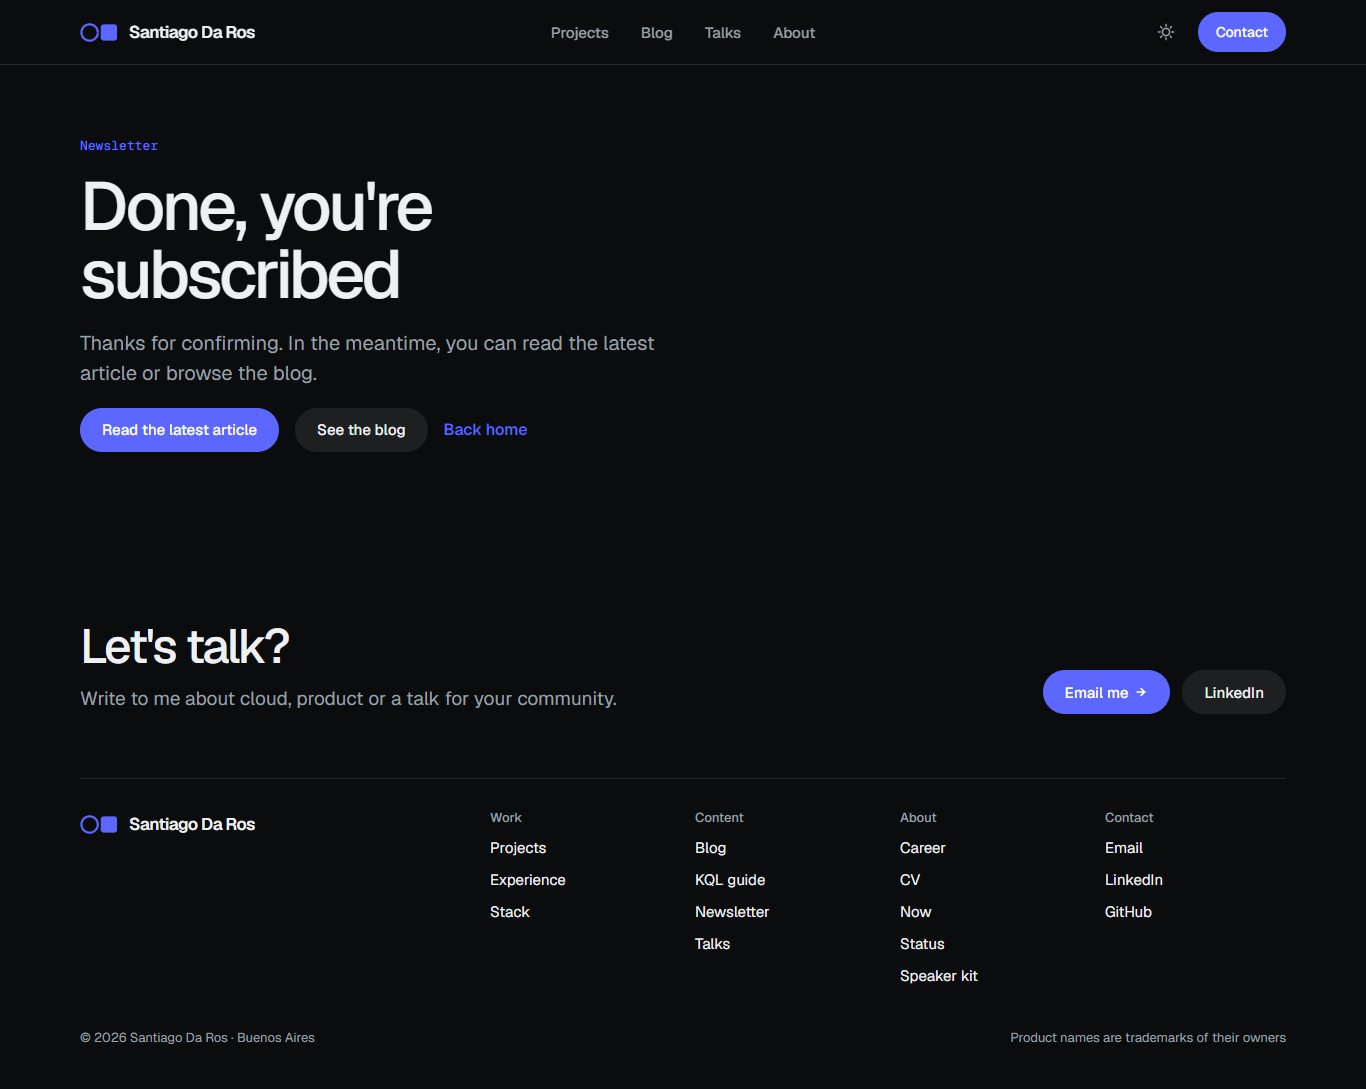 Santiago Da Ros
Projects
Blog
Talks
About
Contact
Newsletter
Done, you're
subscribed
Thanks for confirming. In the meantime, you can read the latest
article or browse the blog.
Read the latest article
See the blog
Back home
Let's talk?
Write to me about cloud, product or a talk for your community.
Email me →
LinkedIn
Santiago Da Ros
Work
Projects
Experience
Stack
Content
Blog
KQL guide
Newsletter
Talks
About
Career
CV
Now
Status
Speaker kit
Contact
Email
LinkedIn
GitHub
© 2026 Santiago Da Ros · Buenos Aires
Product names are trademarks of their owners